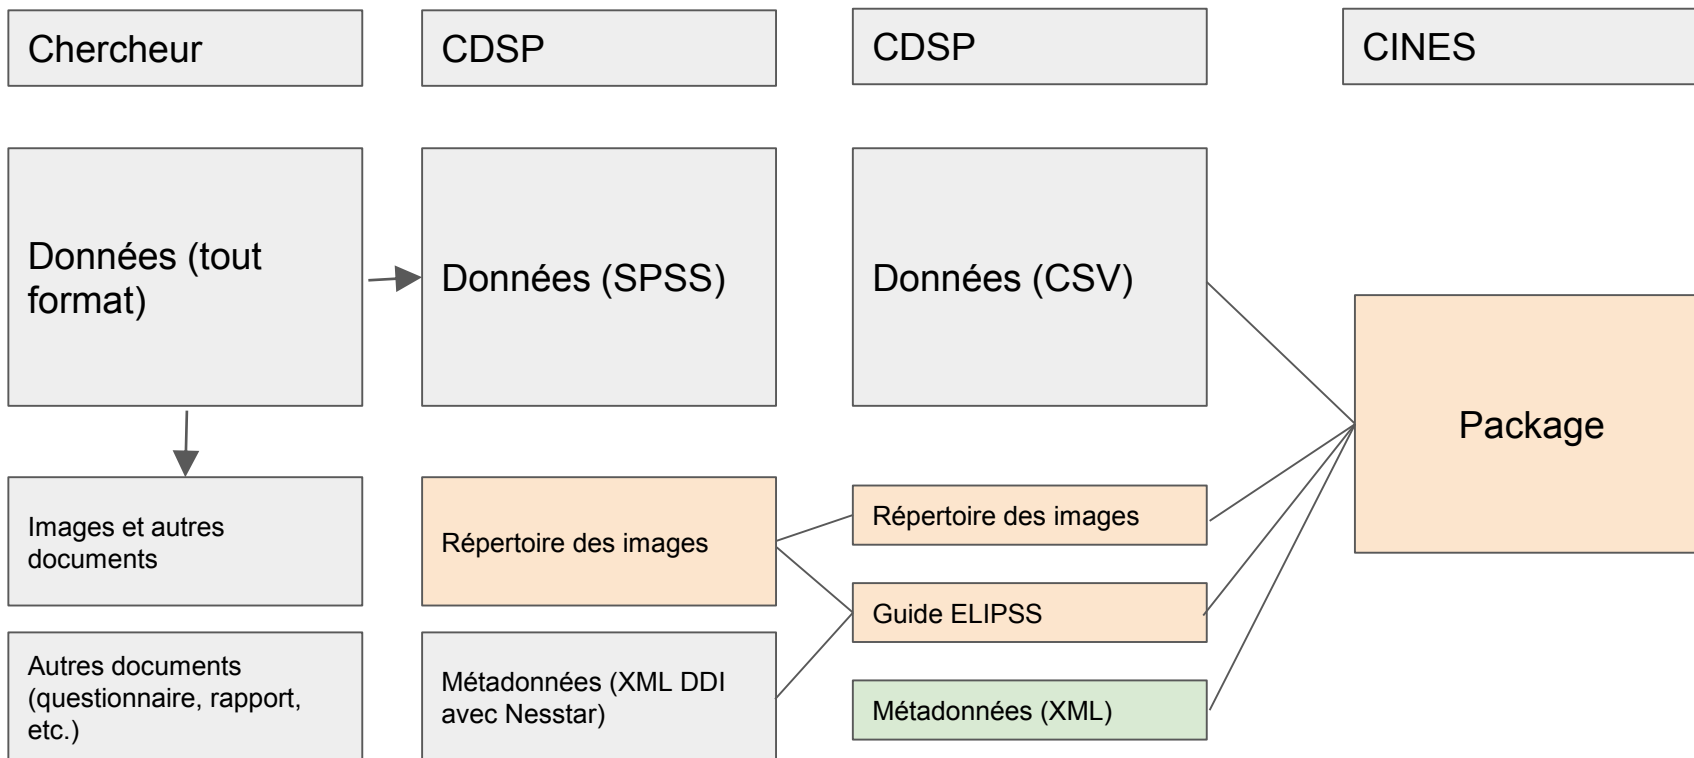 Chercheur
CDSP
CDSP
CINES
Données (tout
format)
Données (SPSS)
Données (CSV)
Package
Images et autres
documents
Répertoire des images
Répertoire des images
Guide ELIPSS
Autres documents
(questionnaire, rapport,
etc.)
Métadonnées (XML DDI
avec Nesstar)
Métadonnées (XML)